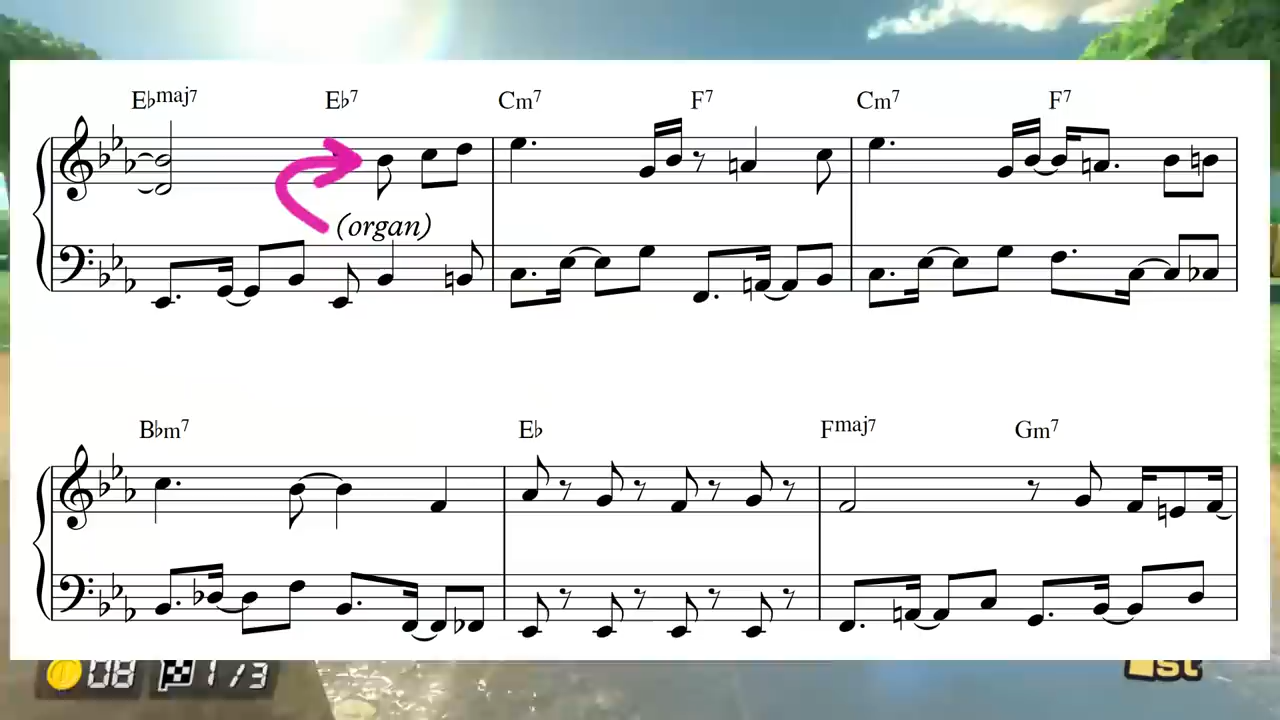 E♭maj7 E♭7 Cm7 F7 Cm7 F7
(organ)
B♭m7 E♭ Fmaj7 Gm7
08 1/3 1st